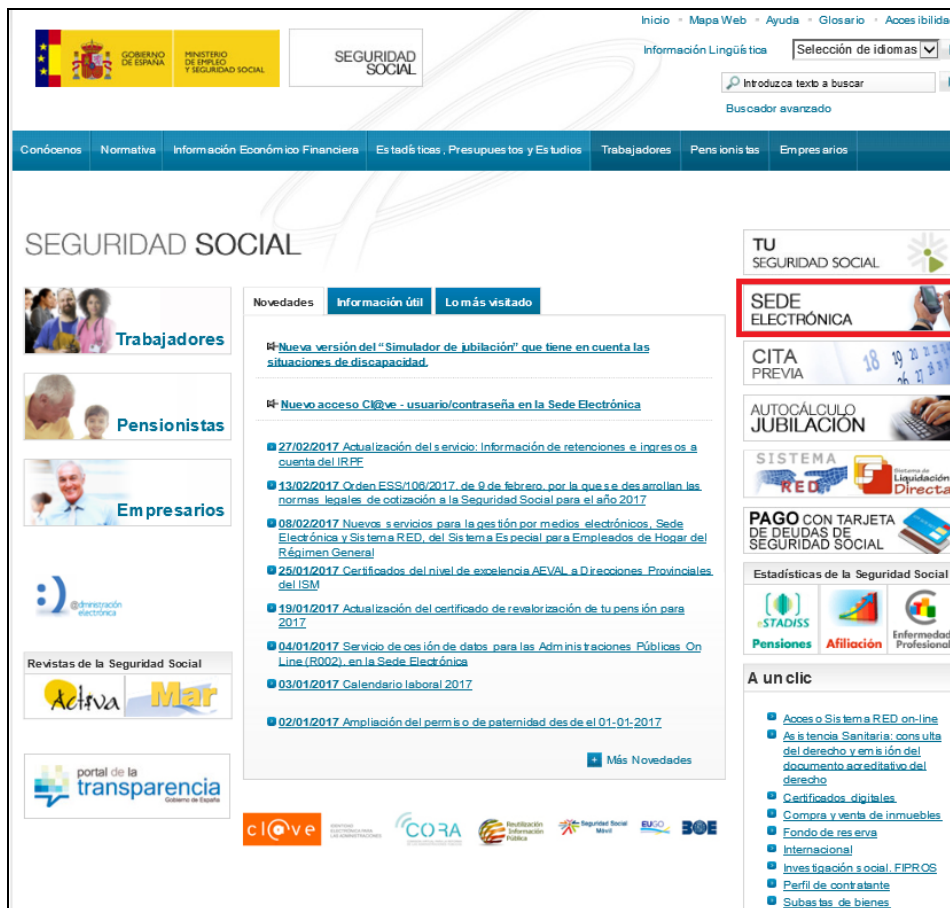 Inicio Mapa Web Ayuda Glosario Accesibilida
GOBIERNO DE ESPAÑA
MINISTERIO DE EMPLEO Y SEGURIDAD SOCIAL
SEGURIDAD SOCIAL
Información Lingüística Selección de idiomas
Introduzca texto a buscar
Buscador avanzado
Conócenos Normativa Información Económico Financiera Estadísticas, Presupuestos y Estudios Trabajadores Pensionistas Empresarios
SEGURIDAD SOCIAL
Trabajadores
Pensionistas
Empresarios
:)
@dministración
electrónica
Revistas de la Seguridad Social
Activa Mar
portal de la
transparencia
Gobierno de España
Novedades Información útil Lo más visitado
Nueva versión del “Simulador de jubilación” que tiene en cuenta las
situaciones de discapacidad.
Nuevo acceso Cl@ve - usuario/contraseña en la Sede Electrónica
27/02/2017 Actualización del servicio: Información de retenciones e ingresos a
cuenta del IRPF
13/02/2017 Orden ESS/106/2017, de 9 de febrero, por la que se desarrollan las
normas legales de cotización a la Seguridad Social para el año 2017
08/02/2017 Nuevos servicios para la gestión por medios electrónicos, Sede
Electrónica y Sistema RED, del Sistema Especial para Empleados de Hogar del
Régimen General
25/01/2017 Certificados del nivel de excelencia AEVAL a Direcciones Provinciales
del ISM
19/01/2017 Actualización del certificado de revalorización de tu pensión para
2017
04/01/2017 Servicio de cesión de datos para las Administraciones Públicas On
Line (R002), en la Sede Electrónica
03/01/2017 Calendario laboral 2017
02/01/2017 Ampliación del permiso de paternidad desde el 01-01-2017
Más Novedades
cl@ve
CORA
Reutilización
Información
Pública
Seguridad Social
Móvil
EUGO
BOE
TU
SEGURIDAD SOCIAL
SEDE
ELECTRÓNICA
CITA
PREVIA
18 19 20 21
26 27 28
AUTOCÁLCULO
JUBILACIÓN
SISTEMA
RED
Sistema de
Liquidación
Directa
PAGO CON TARJETA
DE DEUDAS DE
SEGURIDAD SOCIAL
Estadísticas de la Seguridad Social
eSTADISS
Pensiones
Afiliación
Enfermedad
Profesional
A un clic
Acceso Sistema RED on-line
Asistencia Sanitaria: consulta
del derecho y emisión del
documento acreditativo del
derecho
Certificados digitales
Compra y venta de inmuebles
Fondo de reserva
Internacional
Investigación social. FIPROS
Perfil de contratante
Subastas de bienes